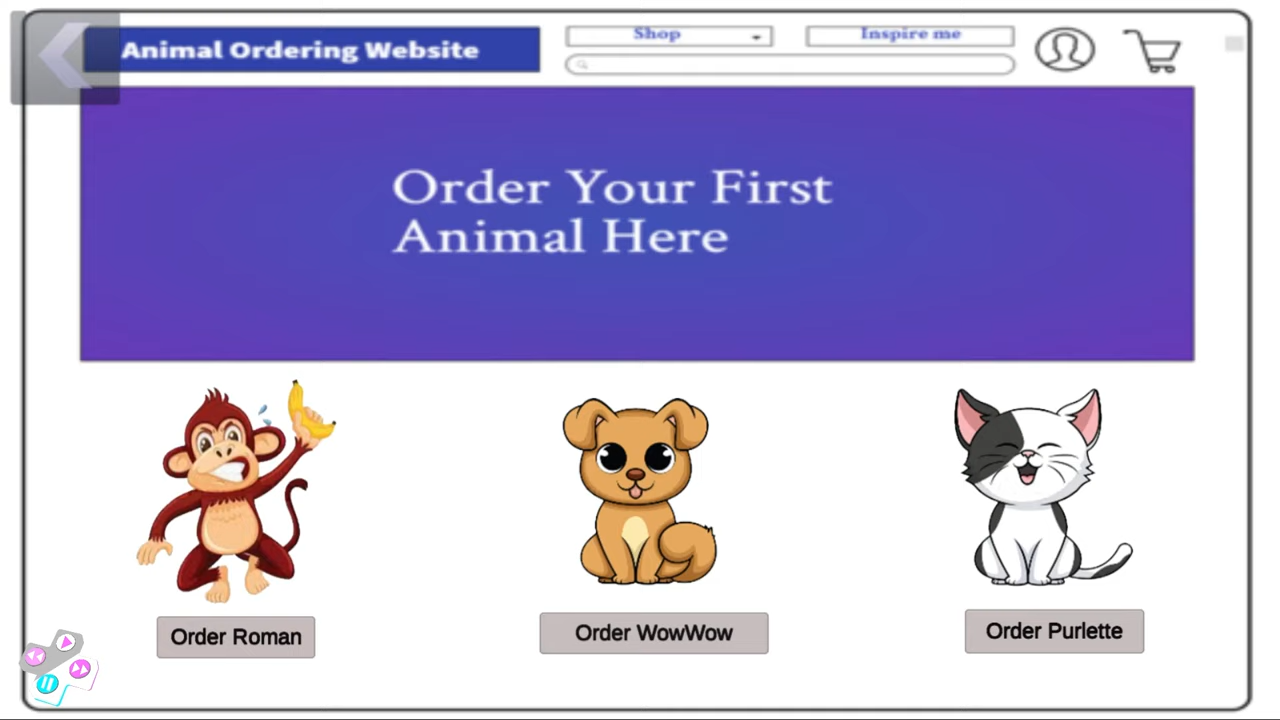 Animal Ordering Website
Shop
Inspire me
Order Your First
Animal Here
Order Roman
Order WowWow
Order Purlette